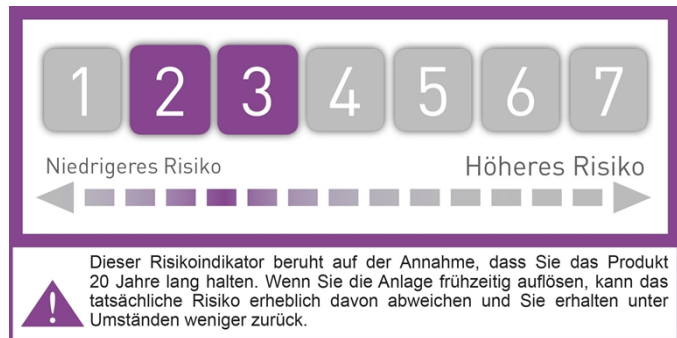 1 2 3 4 5 6 7
Niedrigeres Risiko Höheres Risiko
Dieser Risikoindikator beruht auf der Annahme, dass Sie das Produkt
20 Jahre lang halten. Wenn Sie die Anlage frühzeitig auflösen, kann das
tatsächliche Risiko erheblich davon abweichen und Sie erhalten unter
Umständen weniger zurück.